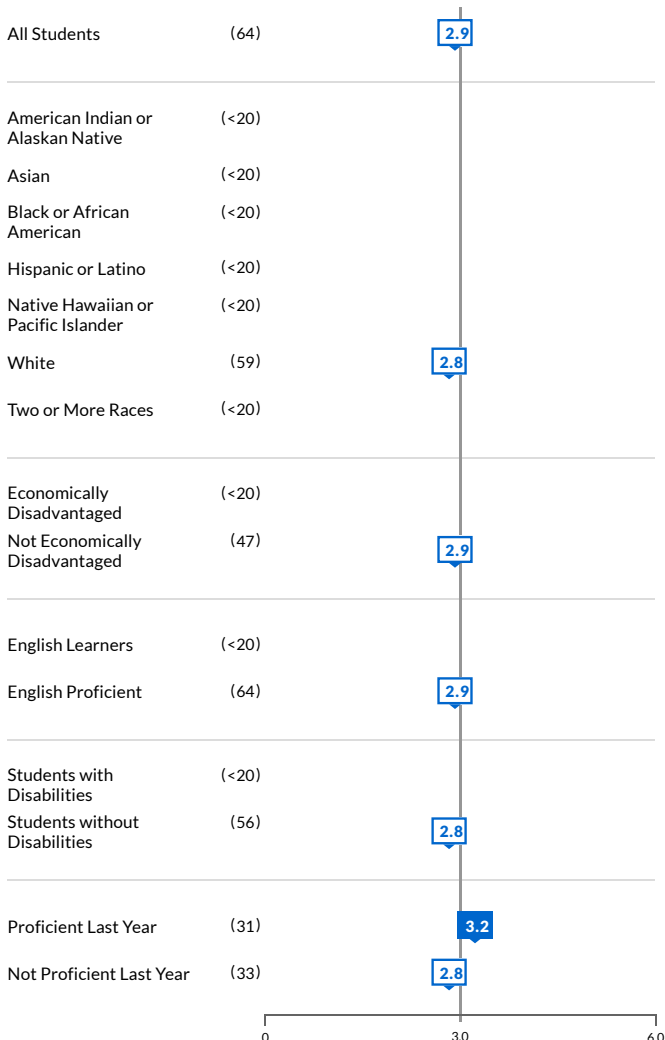 All Students (64) 2.9
American Indian or (<20)
Alaskan Native
Asian (<20)
Black or African (<20)
American
Hispanic or Latino (<20)
Native Hawaiian or (<20)
Pacific Islander
White (59) 2.8
Two or More Races (<20)
Economically (<20)
Disadvantaged
Not Economically (47) 2.9
Disadvantaged
English Learners (<20)
English Proficient (64) 2.9
Students with (<20)
Disabilities
Students without (56) 2.8
Disabilities
Proficient Last Year (31) 3.2
Not Proficient Last Year (33) 2.8
0 3.0 6.0